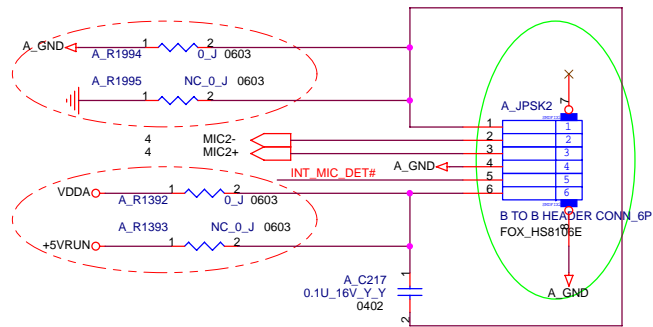 A_GND
1
2
A_R1994
0_J
0603
A_R1995
NC_0_J
0603
1
2
7
A_JPSK2
1
1
4
MIC2-
2
2
4
MIC2+
3
3
A_GND
4
4
INT_MIC_DET#
5
5
VDDA
1
2
6
6
A_R1392
0_J
0603
A_R1393
NC_0_J
0603
B TO B HEADER CONN_6P
8
FOX_HS8106E
+5VRUN
1
2
A_C217
1
0.1U_16V_Y_Y
A_GND
0402
2